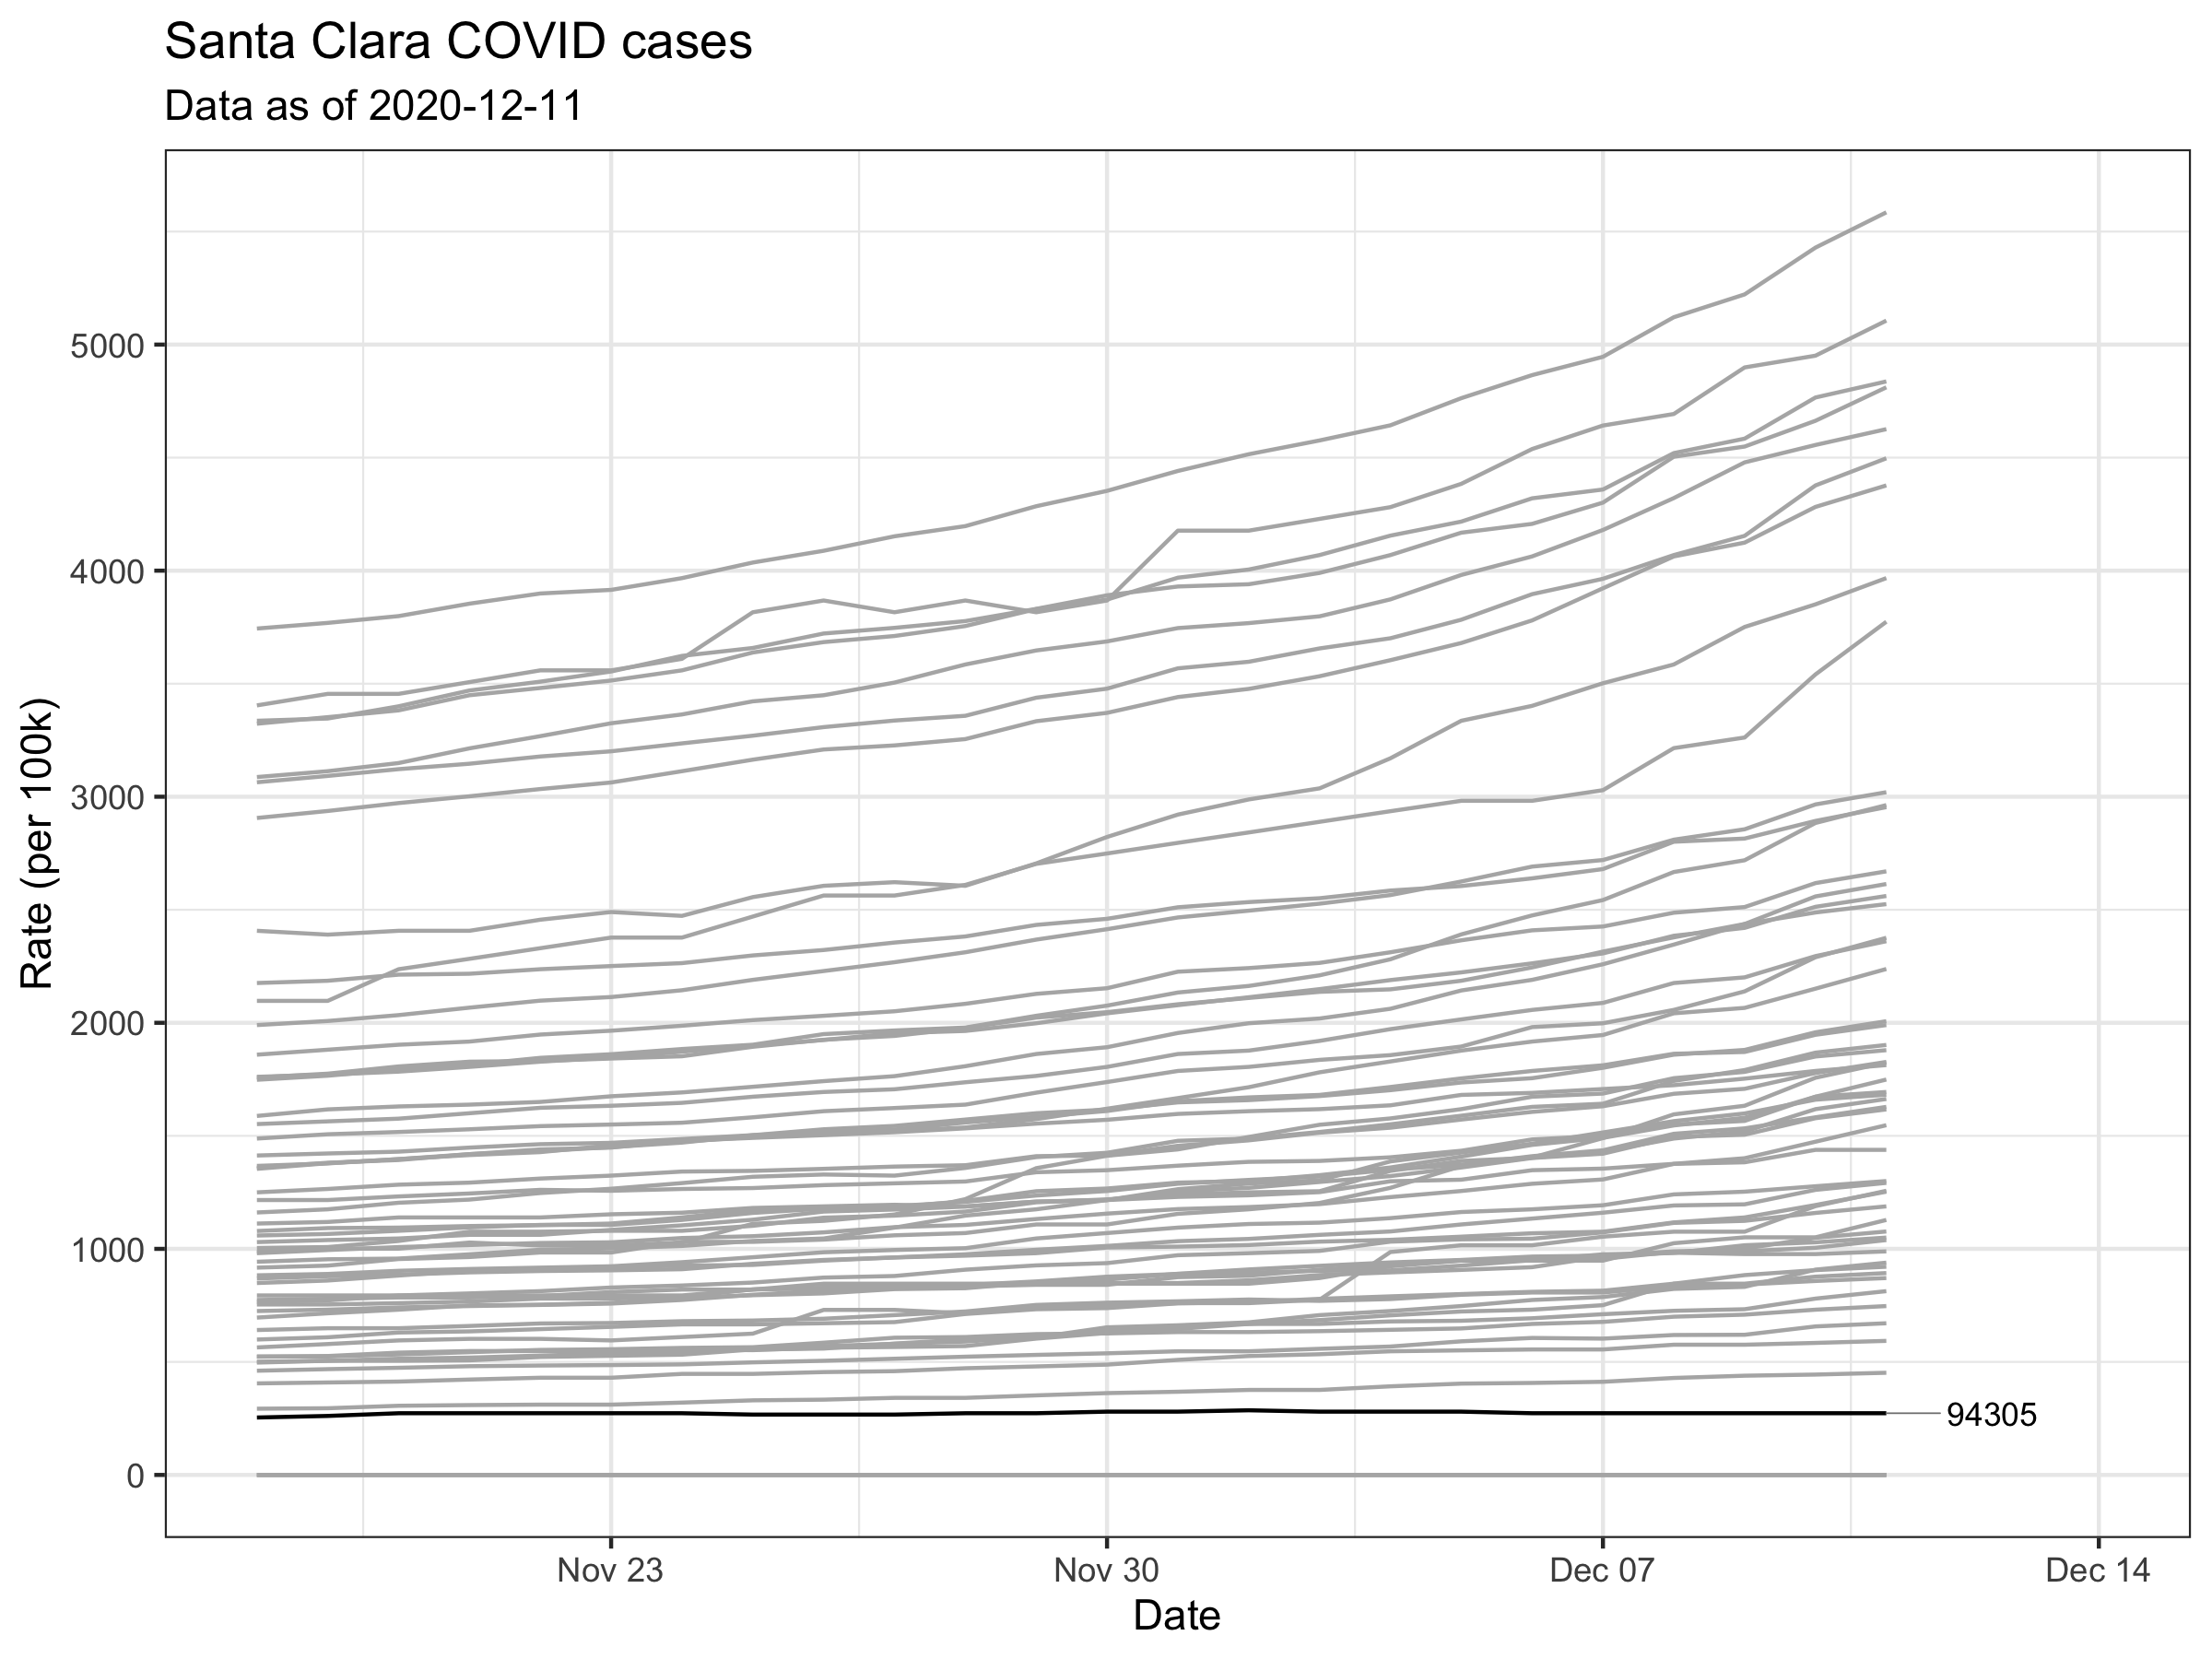 Santa Clara COVID cases
Data as of 2020-12-11
Rate (per 100k)
5000
4000
3000
2000
1000
0
94305
Nov 23
Nov 30
Dec 07
Dec 14
Date